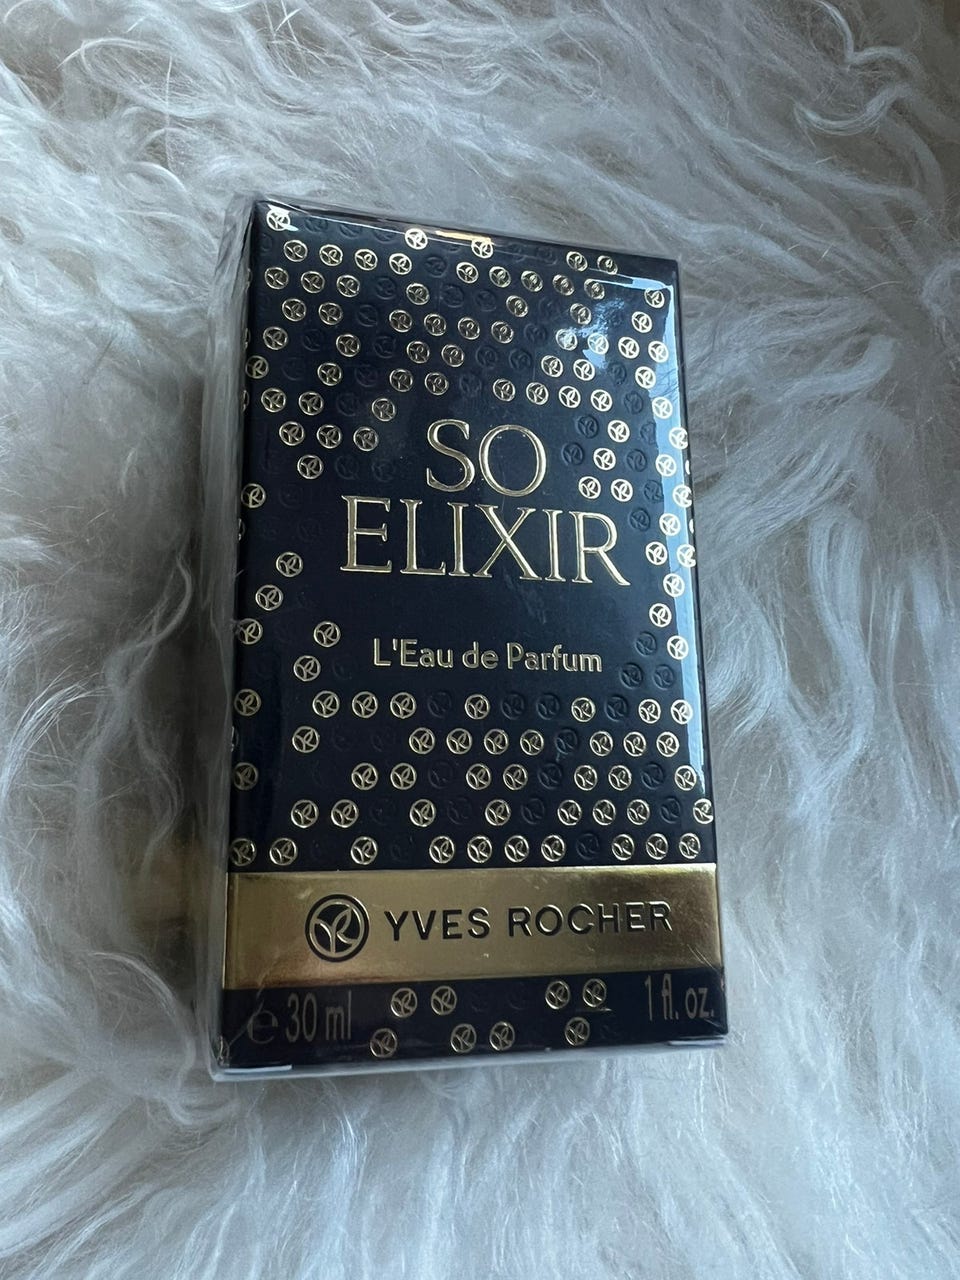 SO
ELIXIR
L'Eau de Parfum
YVES ROCHER
℮ 30 ml 1 fl. oz.